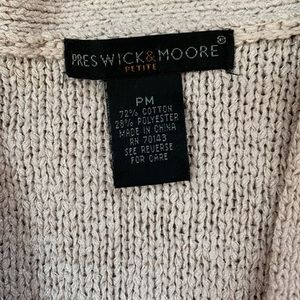 PRESWICK & MOORE
PETITE
PM
72% COTTON
28% POLYESTER
MADE IN CHINA
RN 70143
SEE REVERSE
FOR CARE